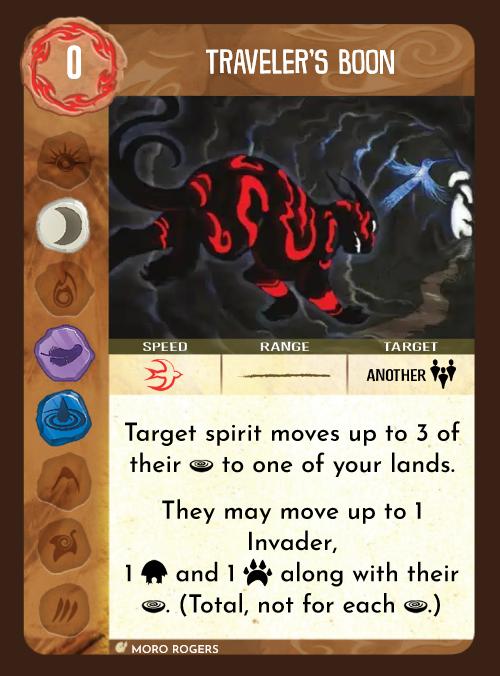 0
TRAVELER'S BOON
SPEED RANGE TARGET
ANOTHER
Target spirit moves up to 3 of
their to one of your lands.
They may move up to 1
Invader,
1 and 1 along with their
. (Total, not for each .)
MORO ROGERS